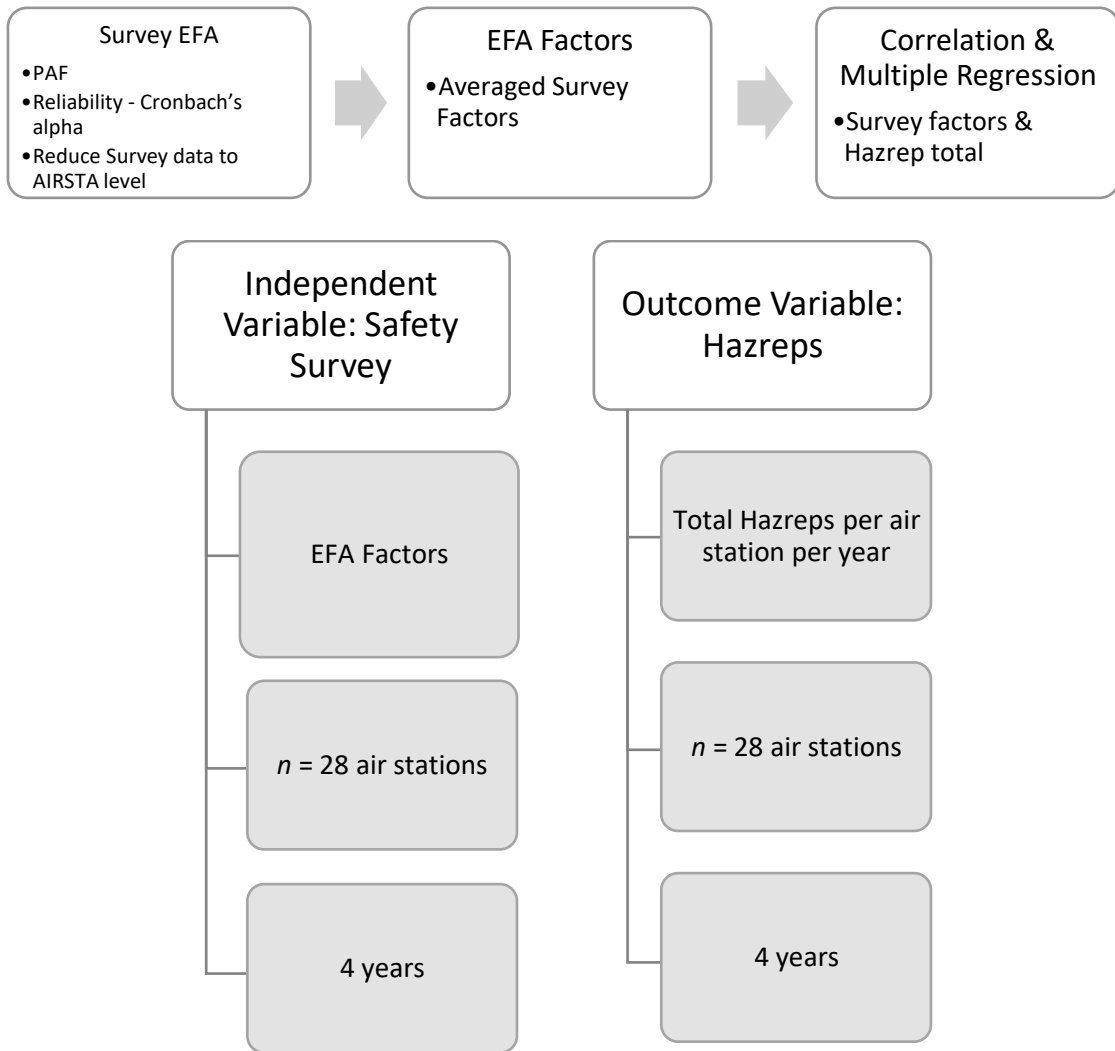 Survey EFA
•PAF
•Reliability - Cronbach's
alpha
•Reduce Survey data to
AIRSTA level
EFA Factors
•Averaged Survey
Factors
Correlation &
Multiple Regression
•Survey factors &
Hazrep total
Independent
Variable: Safety
Survey
EFA Factors
n = 28 air stations
4 years
Outcome Variable:
Hazreps
Total Hazreps per air
station per year
n = 28 air stations
4 years